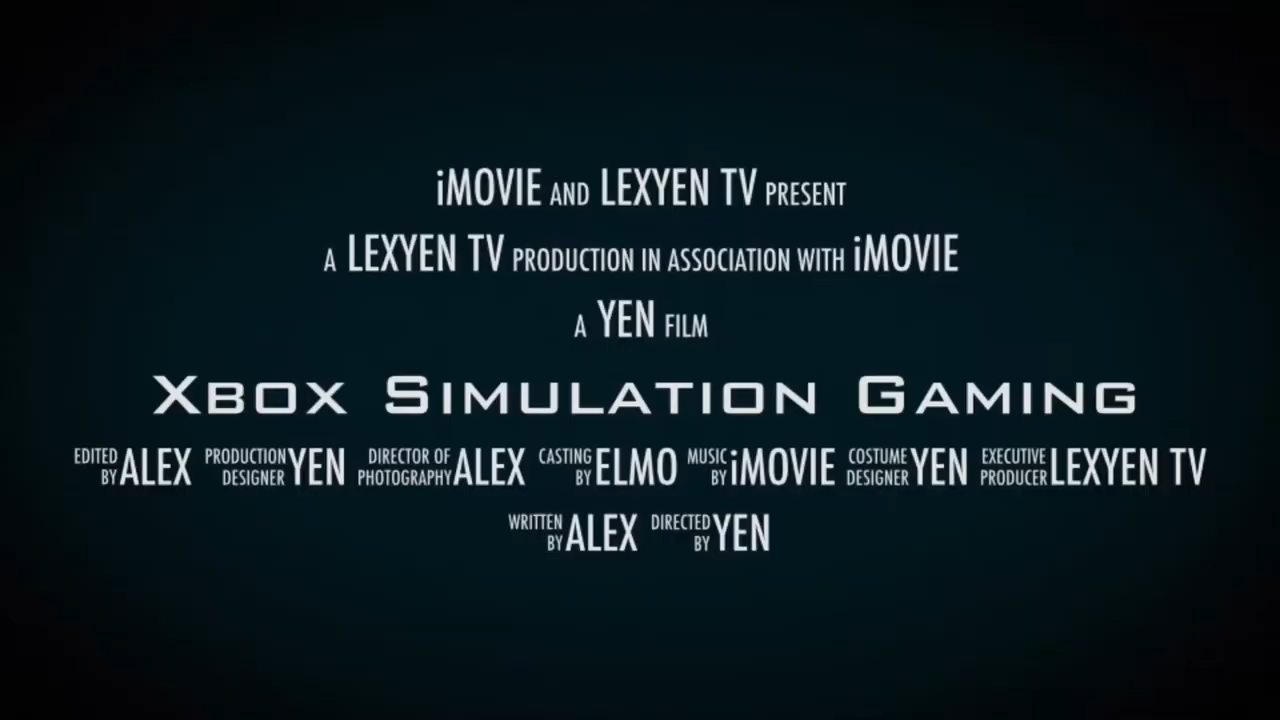 iMOVIE AND LEXYEN TV PRESENT
A LEXYEN TV PRODUCTION IN ASSOCIATION WITH iMOVIE
A YEN FILM
XBOX SIMULATION GAMING
EDITED BY ALEX PRODUCTION DESIGNER YEN DIRECTOR OF PHOTOGRAPHY ALEX CASTING BY ELMO MUSIC BY iMOVIE COSTUME DESIGNER YEN EXECUTIVE PRODUCER LEXYEN TV
WRITTEN BY ALEX DIRECTED BY YEN